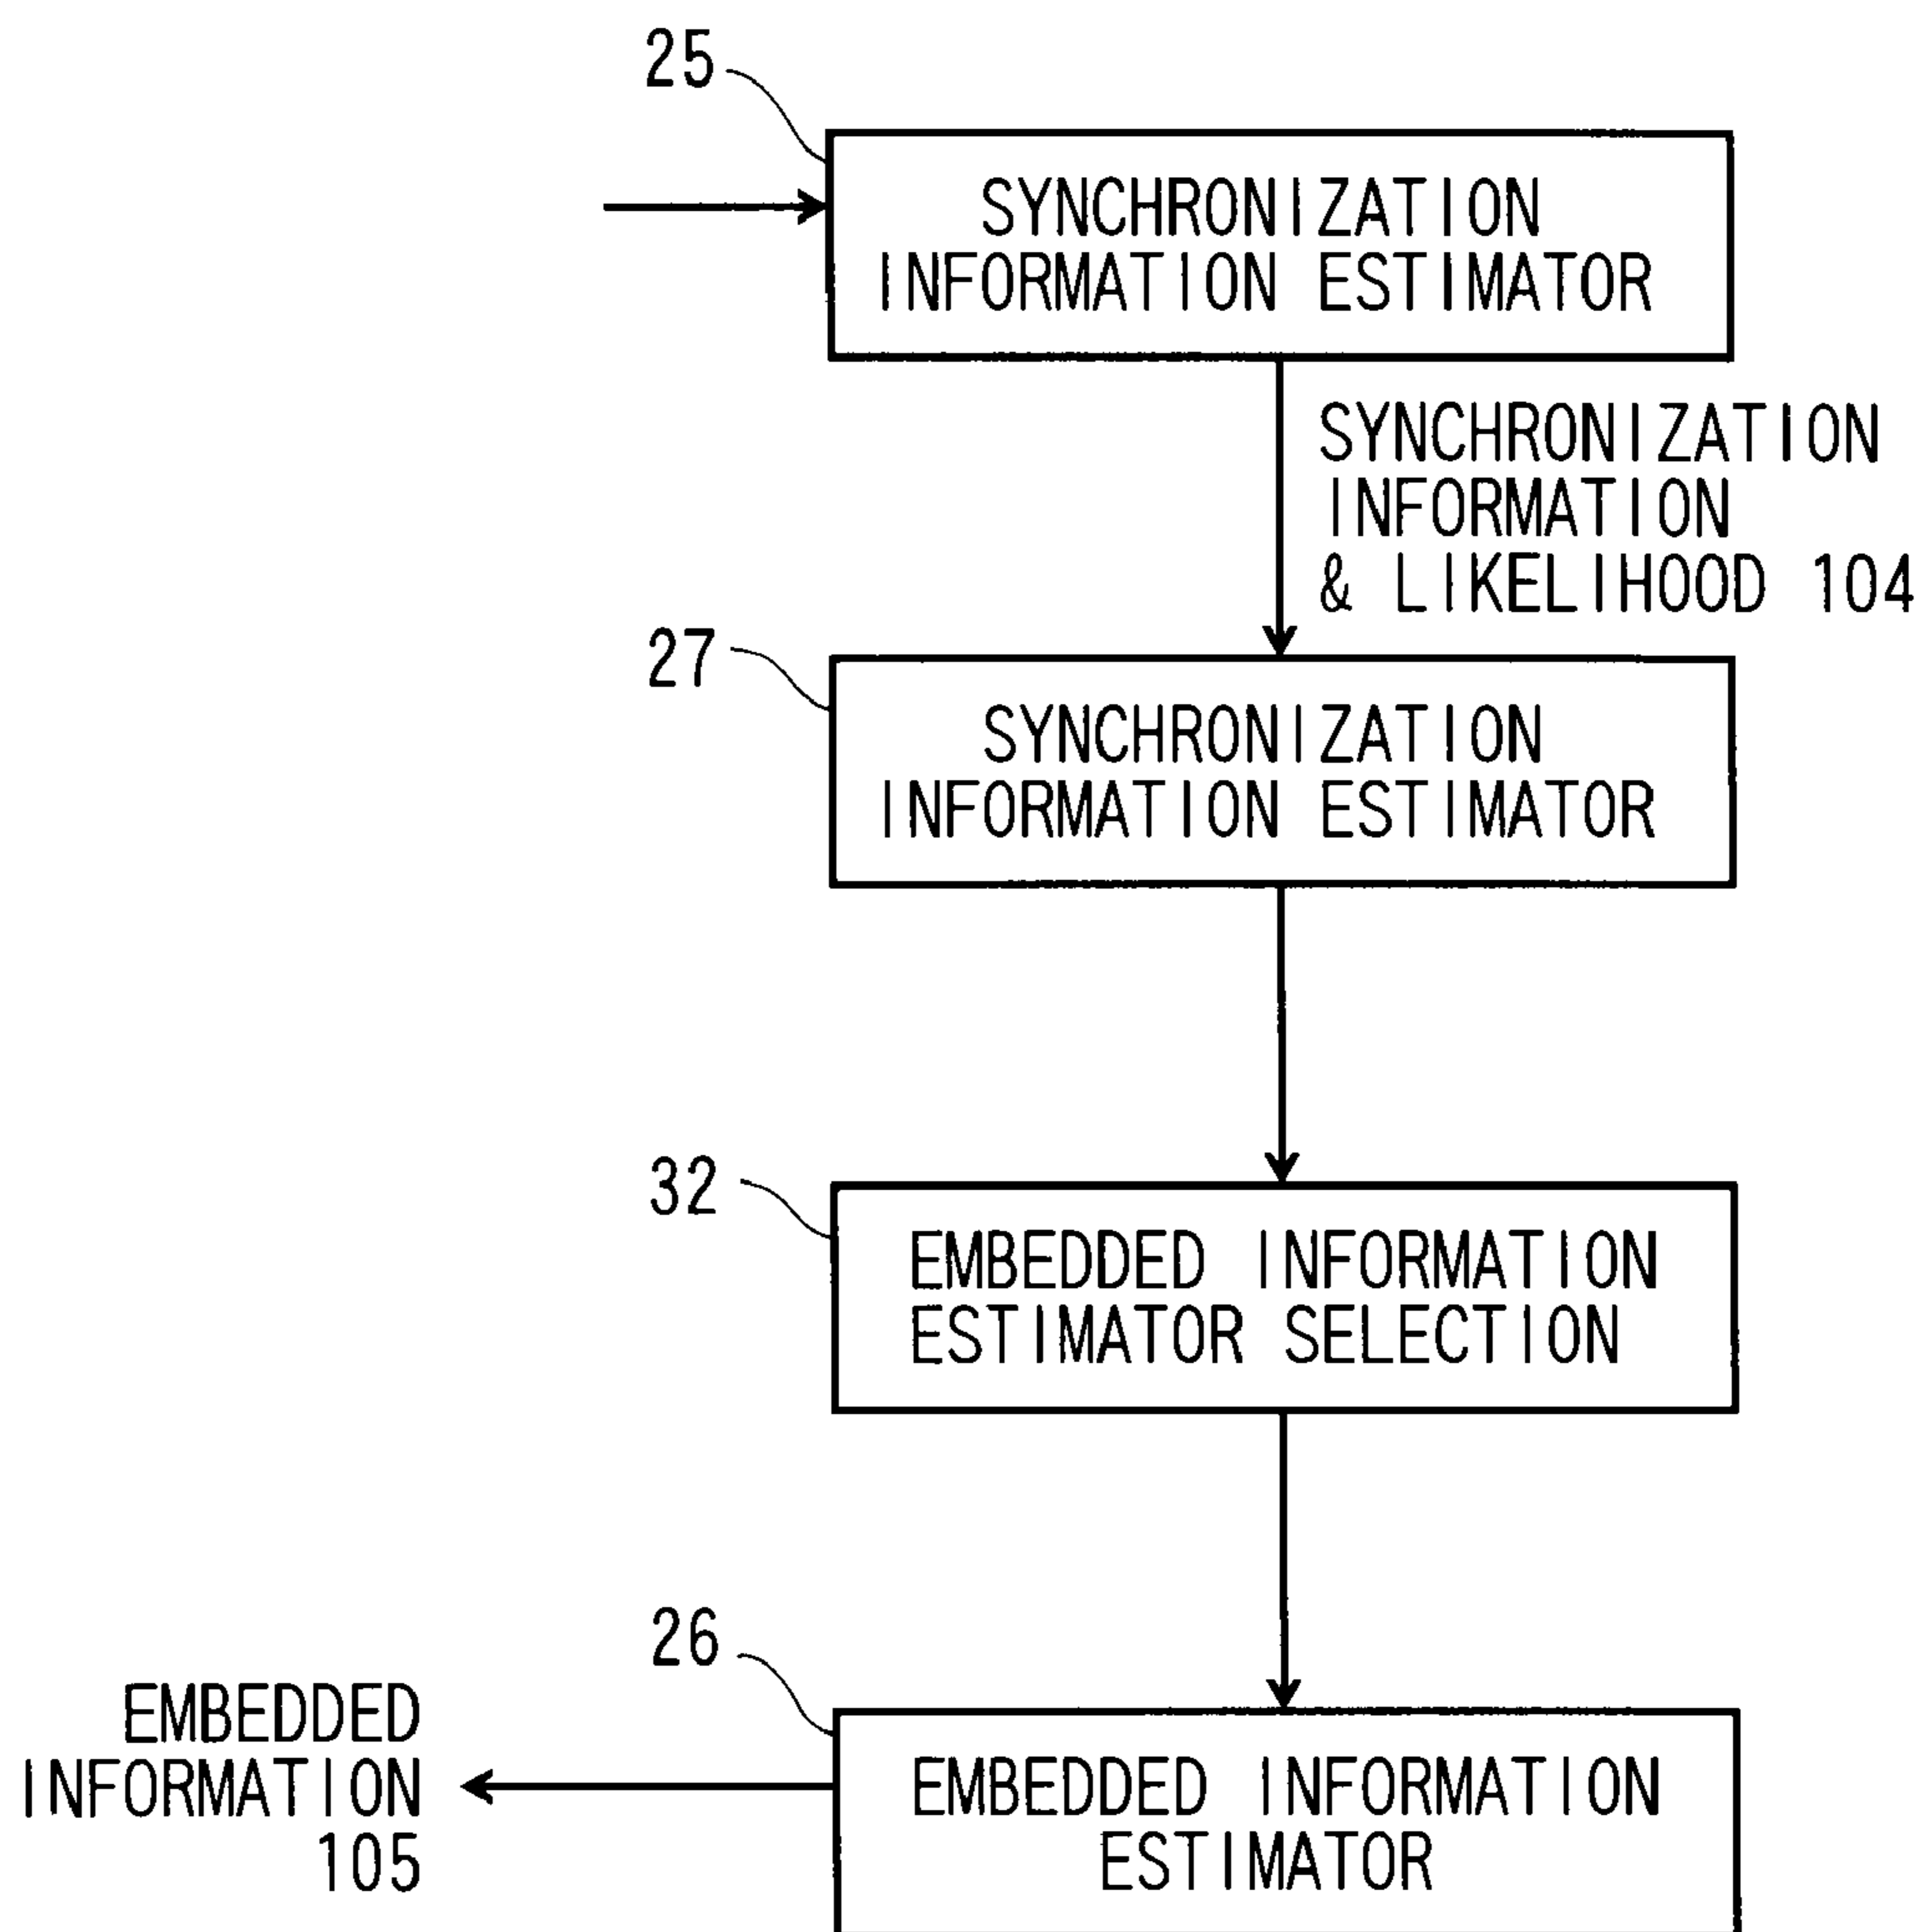 25
SYNCHRONIZATION
INFORMATION ESTIMATOR
SYNCHRONIZATION
INFORMATION
& LIKELIHOOD 104
27
SYNCHRONIZATION
INFORMATION ESTIMATOR
32
EMBEDDED INFORMATION
ESTIMATOR SELECTION
26
EMBEDDED
INFORMATION
105
EMBEDDED INFORMATION
ESTIMATOR